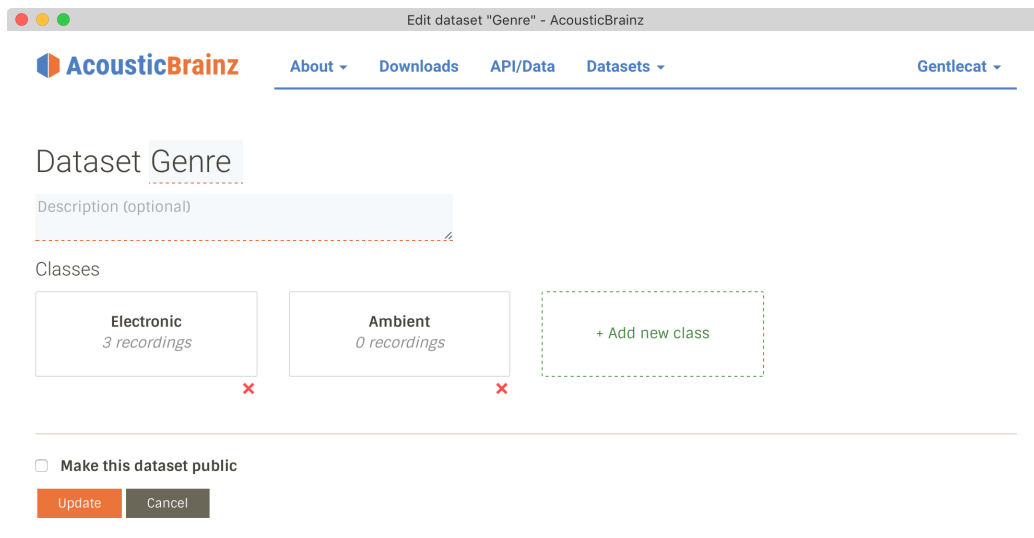 Edit dataset "Genre" - AcousticBrainz
AcousticBrainz About Downloads API/Data Datasets Gentlecat
Dataset Genre
Description (optional)
Classes
Electronic
3 recordings
Ambient
0 recordings
+ Add new class
Make this dataset public
Update Cancel